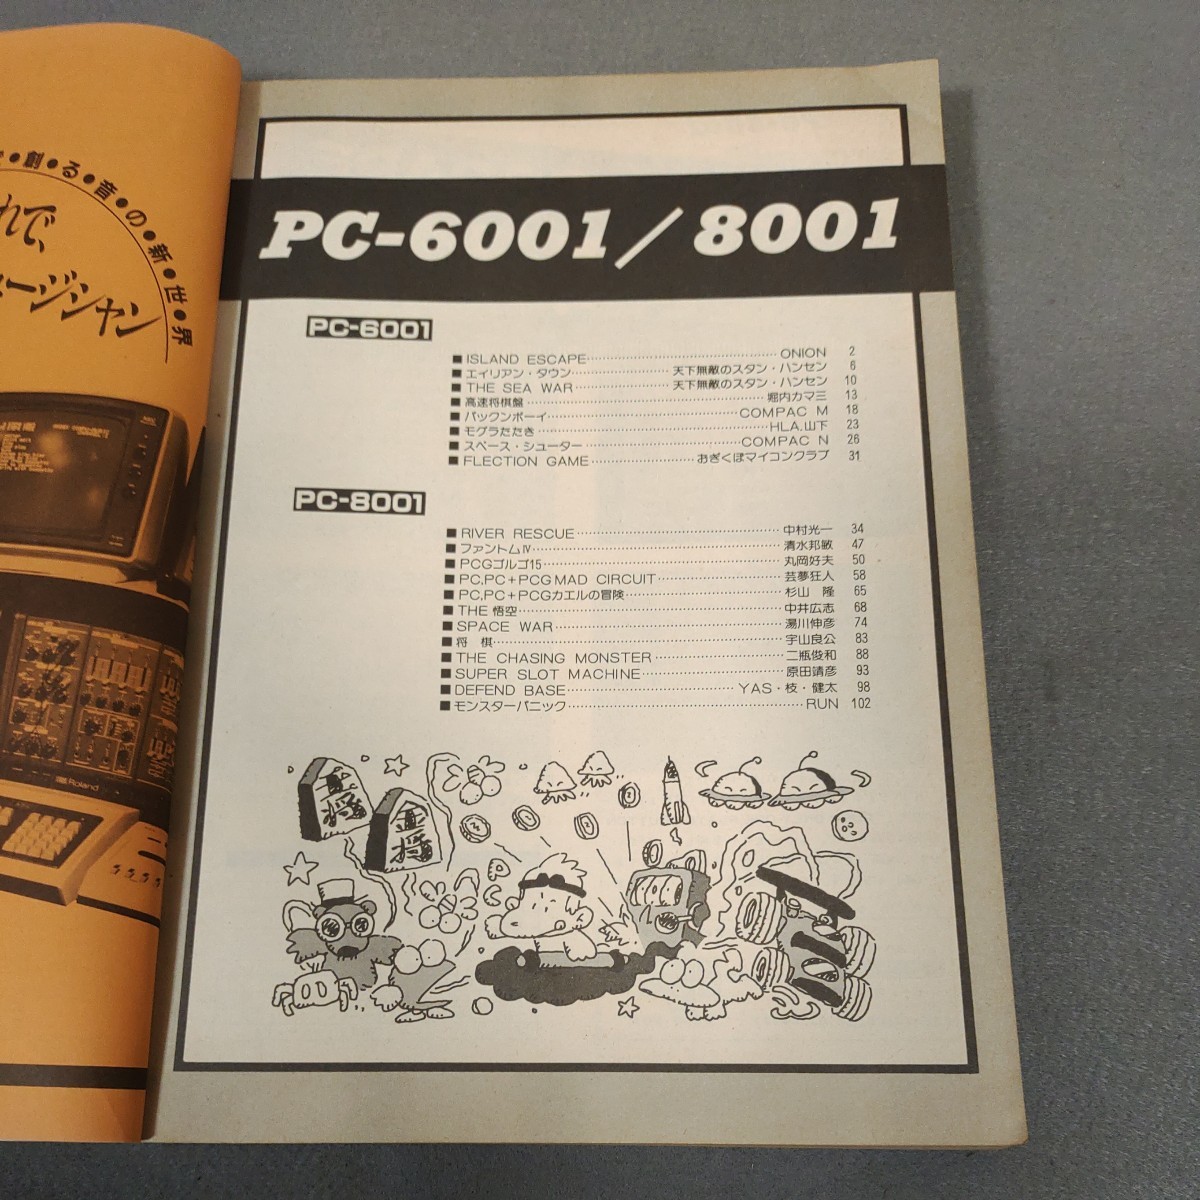 創る音の新世界
れで、
ュージシャン
Roland
PC-6001/8001
PC-6001
■ISLAND ESCAPE ONION 2
■エイリアン・タウン 天下無敵のスタン・ハンセン 6
■THE SEA WAR 天下無敵のスタン・ハンセン 10
■高速将棋盤 堀内カマ三 13
■パックンボーイ COMPAC M 18
■モグラたたき HLA.山下 23
■スペース・シューター COMPAC N 26
■FLECTION GAME おぎくぼマイコンクラブ 31
PC-8001
■RIVER RESCUE 中村光一 34
■ファントムⅣ 清水邦敏 47
■PCGゴルゴ15 丸岡好夫 50
■PC,PC+PCG MAD CIRCUIT 芸夢狂人 58
■PC,PC+PCGカエルの冒険 杉山 隆 65
■THE 悟空 中井広志 68
■SPACE WAR 湯川伸彦 74
■将 棋 宇山良公 83
■THE CHASING MONSTER 二瓶俊和 88
■SUPER SLOT MACHINE 原田靖彦 93
■DEFEND BASE YAS・枝・健太 98
■モンスターパニック RUN 102
金将
金将